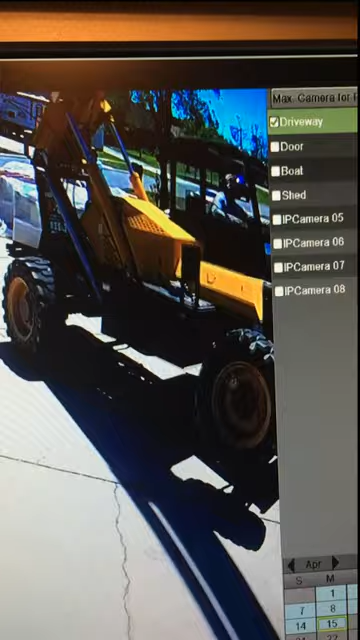 Max. Camera for
Driveway
Door
Boat
Shed
IPCamera 05
IPCamera 06
IPCamera 07
IPCamera 08
Apr
S M
1
7 8
14 15